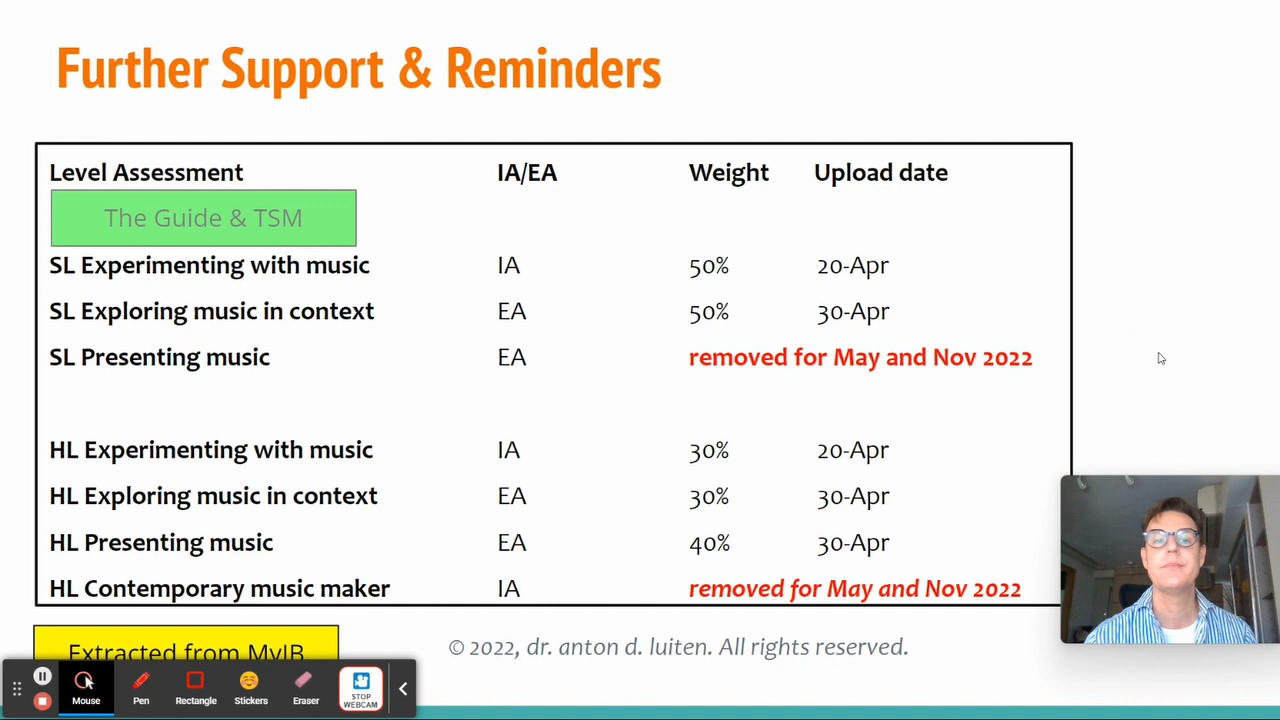 Further Support & Reminders
Level Assessment IA/EA Weight Upload date
The Guide & TSM
SL Experimenting with music IA 50% 20-Apr
SL Exploring music in context EA 50% 30-Apr
SL Presenting music EA removed for May and Nov 2022
HL Experimenting with music IA 30% 20-Apr
HL Exploring music in context EA 30% 30-Apr
HL Presenting music EA 40% 30-Apr
HL Contemporary music maker IA removed for May and Nov 2022
Extracted from MyIB
© 2022, dr. anton d. luiten. All rights reserved.
Mouse Pen Rectangle Stickers Eraser STOP WEBCAM